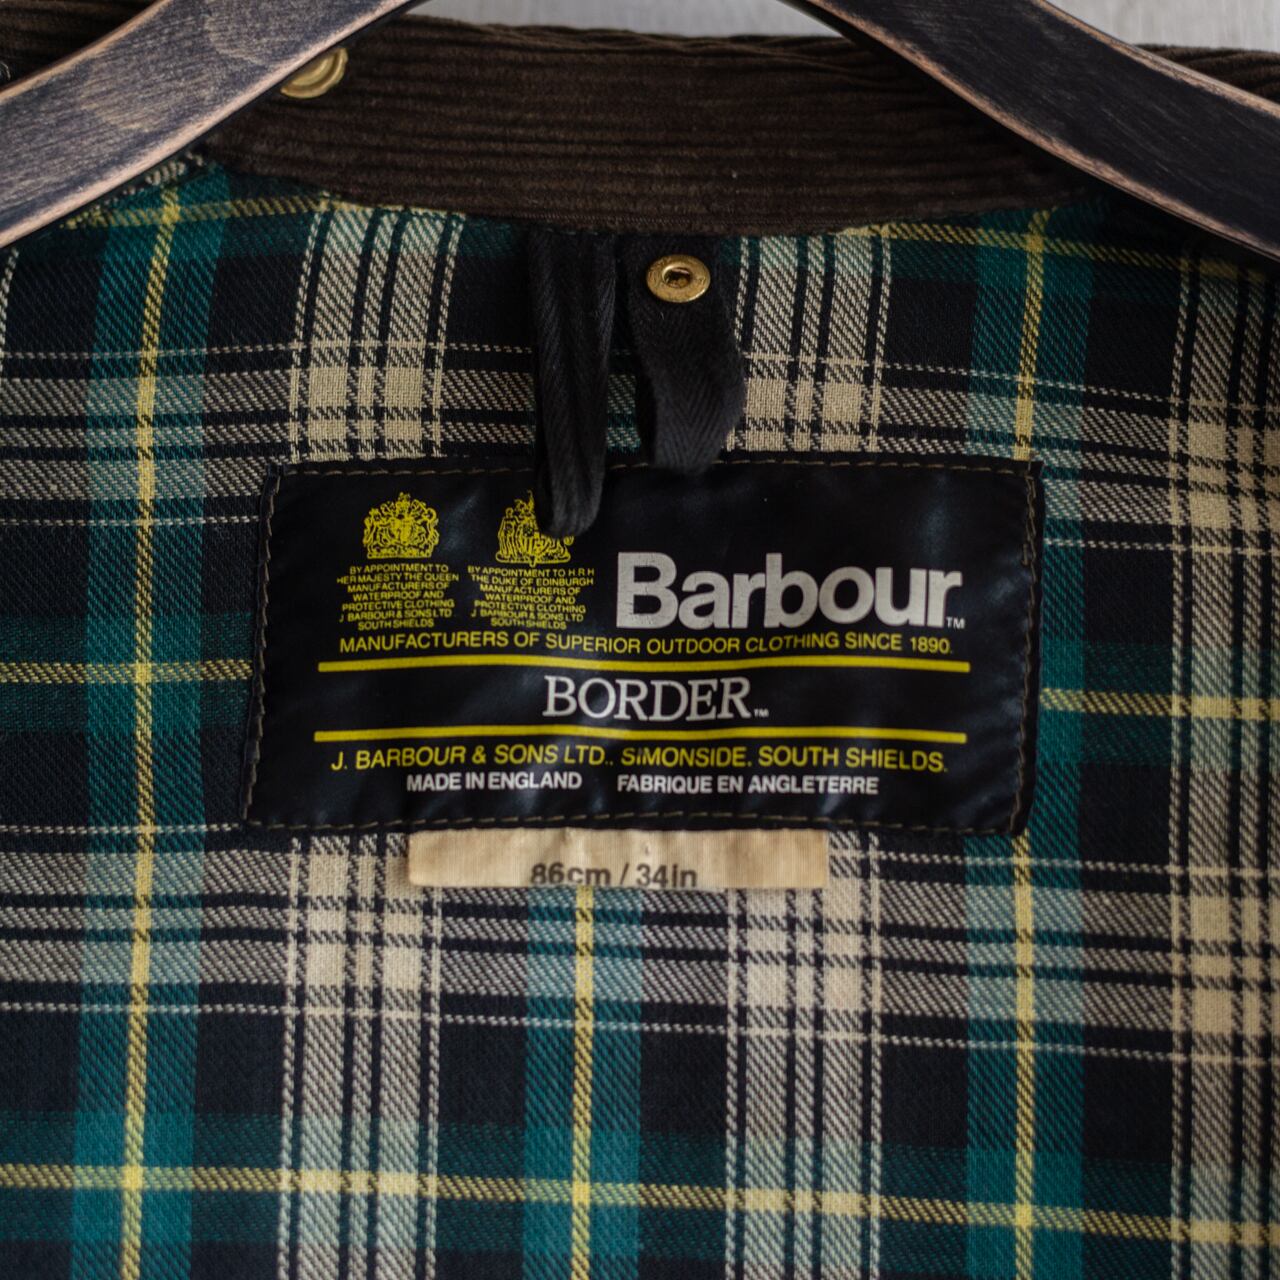 BY APPOINTMENT TO
HER MAJESTY THE QUEEN
MANUFACTURERS OF
WATERPROOF AND
PROTECTIVE CLOTHING
J BARBOUR & SONS LTD
SOUTH SHIELDS
BY APPOINTMENT TO H.R.H
THE DUKE OF EDINBURGH
MANUFACTURERS OF
WATERPROOF AND
PROTECTIVE CLOTHING
J BARBOUR & SONS LTD
SOUTH SHIELDS
Barbour™
MANUFACTURERS OF SUPERIOR OUTDOOR CLOTHING SINCE 1890.
BORDER™
J. BARBOUR & SONS LTD., SIMONSIDE, SOUTH SHIELDS.
MADE IN ENGLAND FABRIQUE EN ANGLETERRE
86cm / 34in